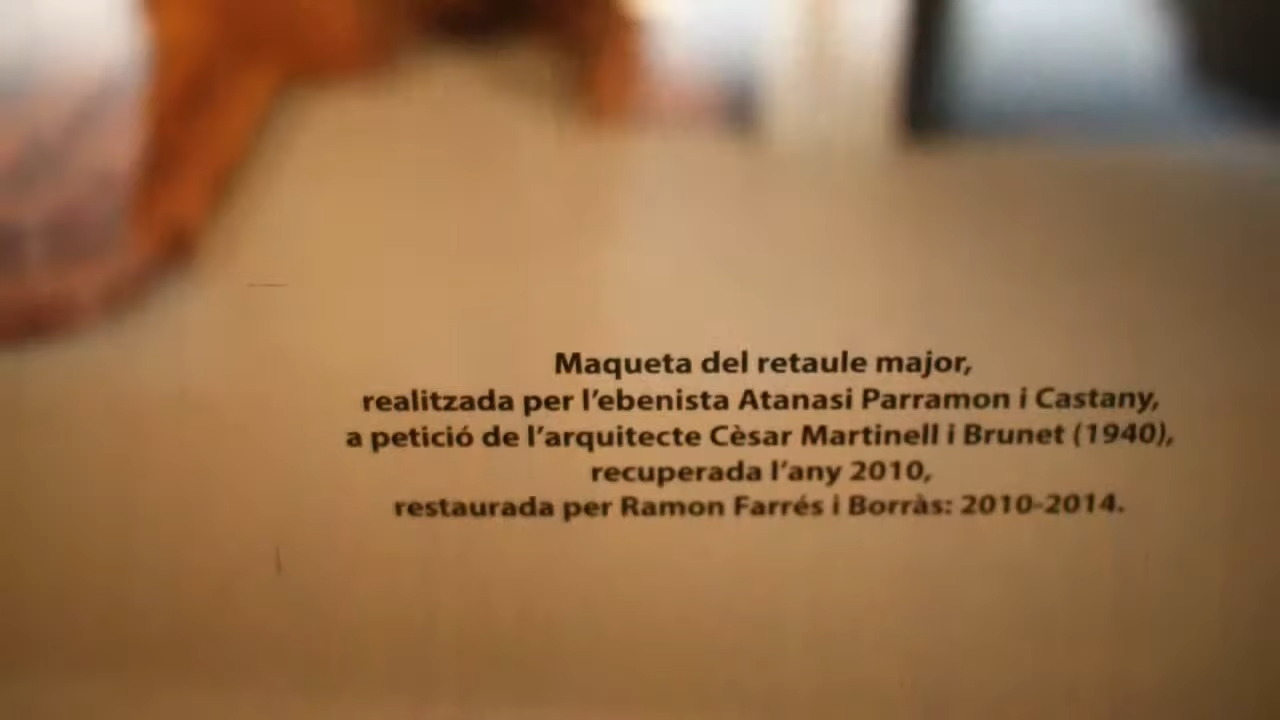 Maqueta del retaule major,
realitzada per l'ebenista Atanasi Parramon i Castany,
a petició de l'arquitecte Cèsar Martinell i Brunet (1940),
recuperada l'any 2010,
restaurada per Ramon Farrés i Borràs: 2010-2014.